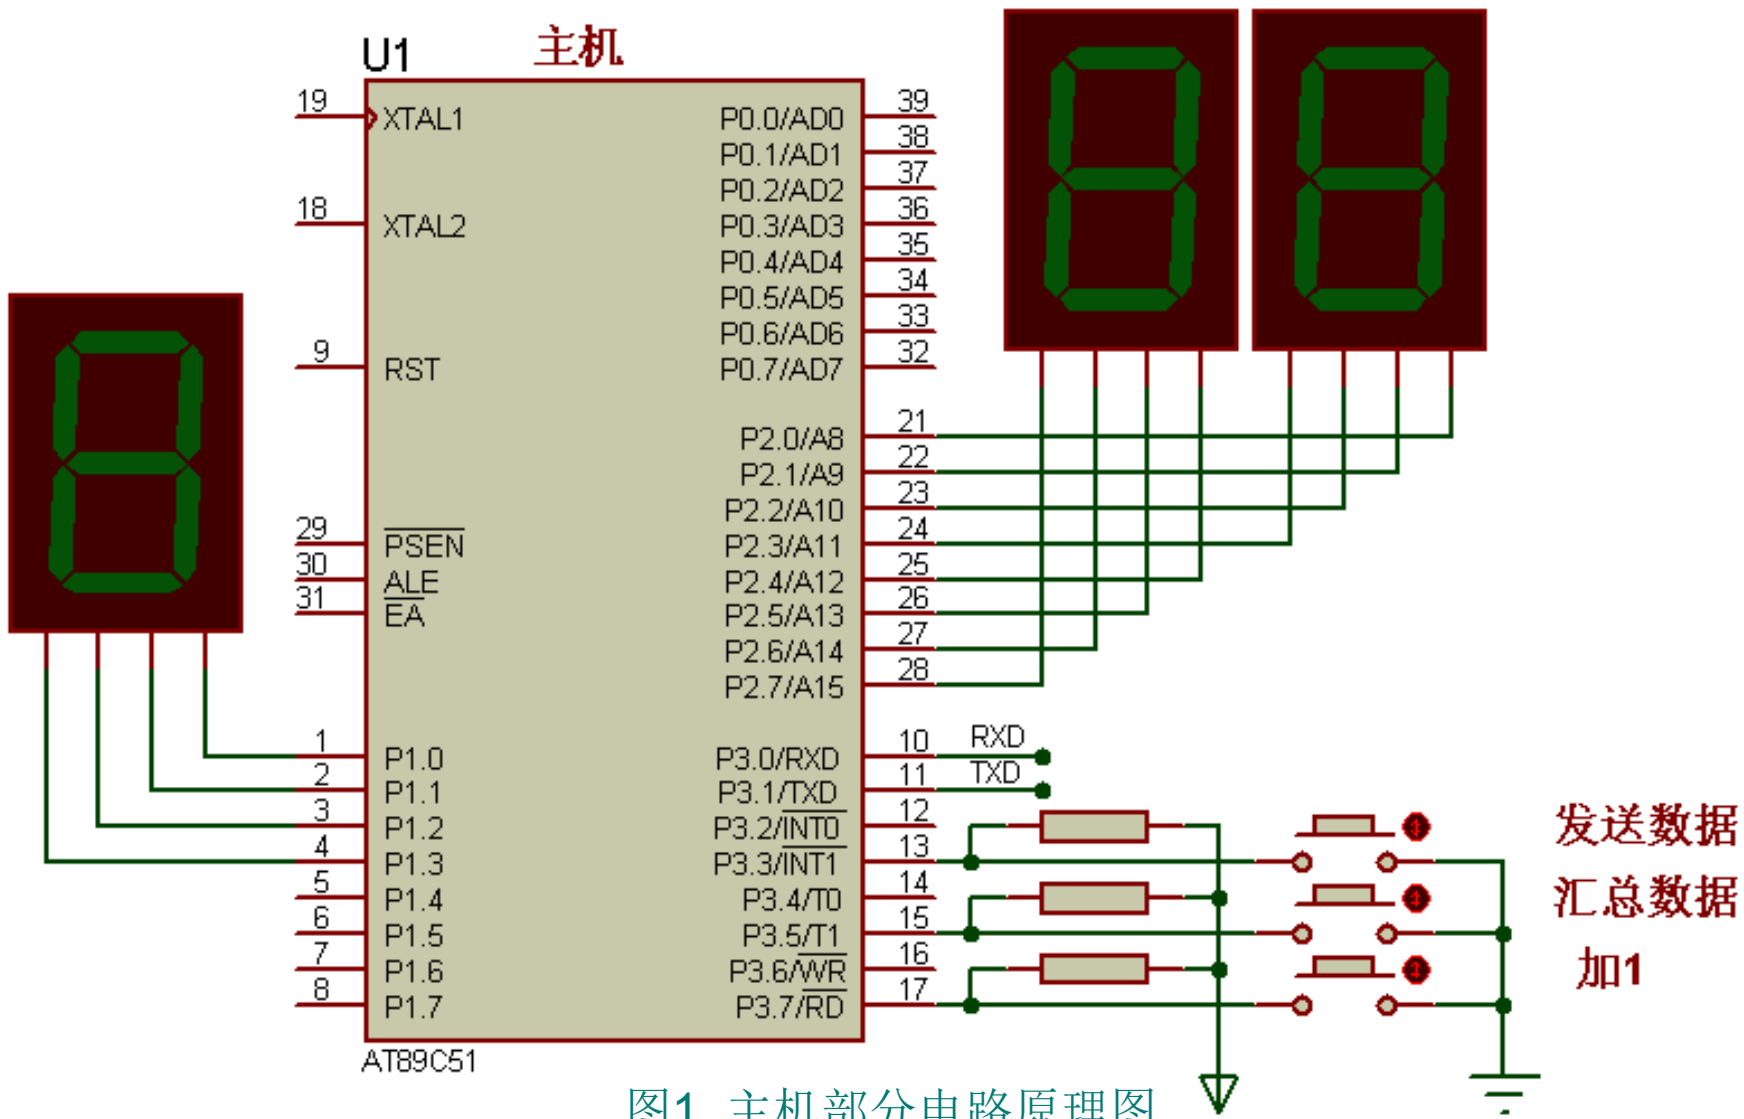 U1
主机
19
XTAL1
P0.0/AD0
39
P0.1/AD1
38
P0.2/AD2
37
18
XTAL2
P0.3/AD3
36
P0.4/AD4
35
P0.5/AD5
34
P0.6/AD6
33
9
RST
P0.7/AD7
32
P2.0/A8
21
P2.1/A9
22
P2.2/A10
23
29
PSEN
P2.3/A11
24
30
ALE
P2.4/A12
25
31
EA
P2.5/A13
26
P2.6/A14
27
P2.7/A15
28
1
P1.0
P3.0/RXD
10
RXD
2
P1.1
P3.1/TXD
11
TXD
3
P1.2
P3.2/INT0
12
发送数据
4
P1.3
P3.3/INT1
13
5
P1.4
P3.4/T0
14
汇总数据
6
P1.5
P3.5/T1
15
7
P1.6
P3.6/WR
16
加1
8
P1.7
P3.7/RD
17
AT89C51
图1 主机部分电路原理图